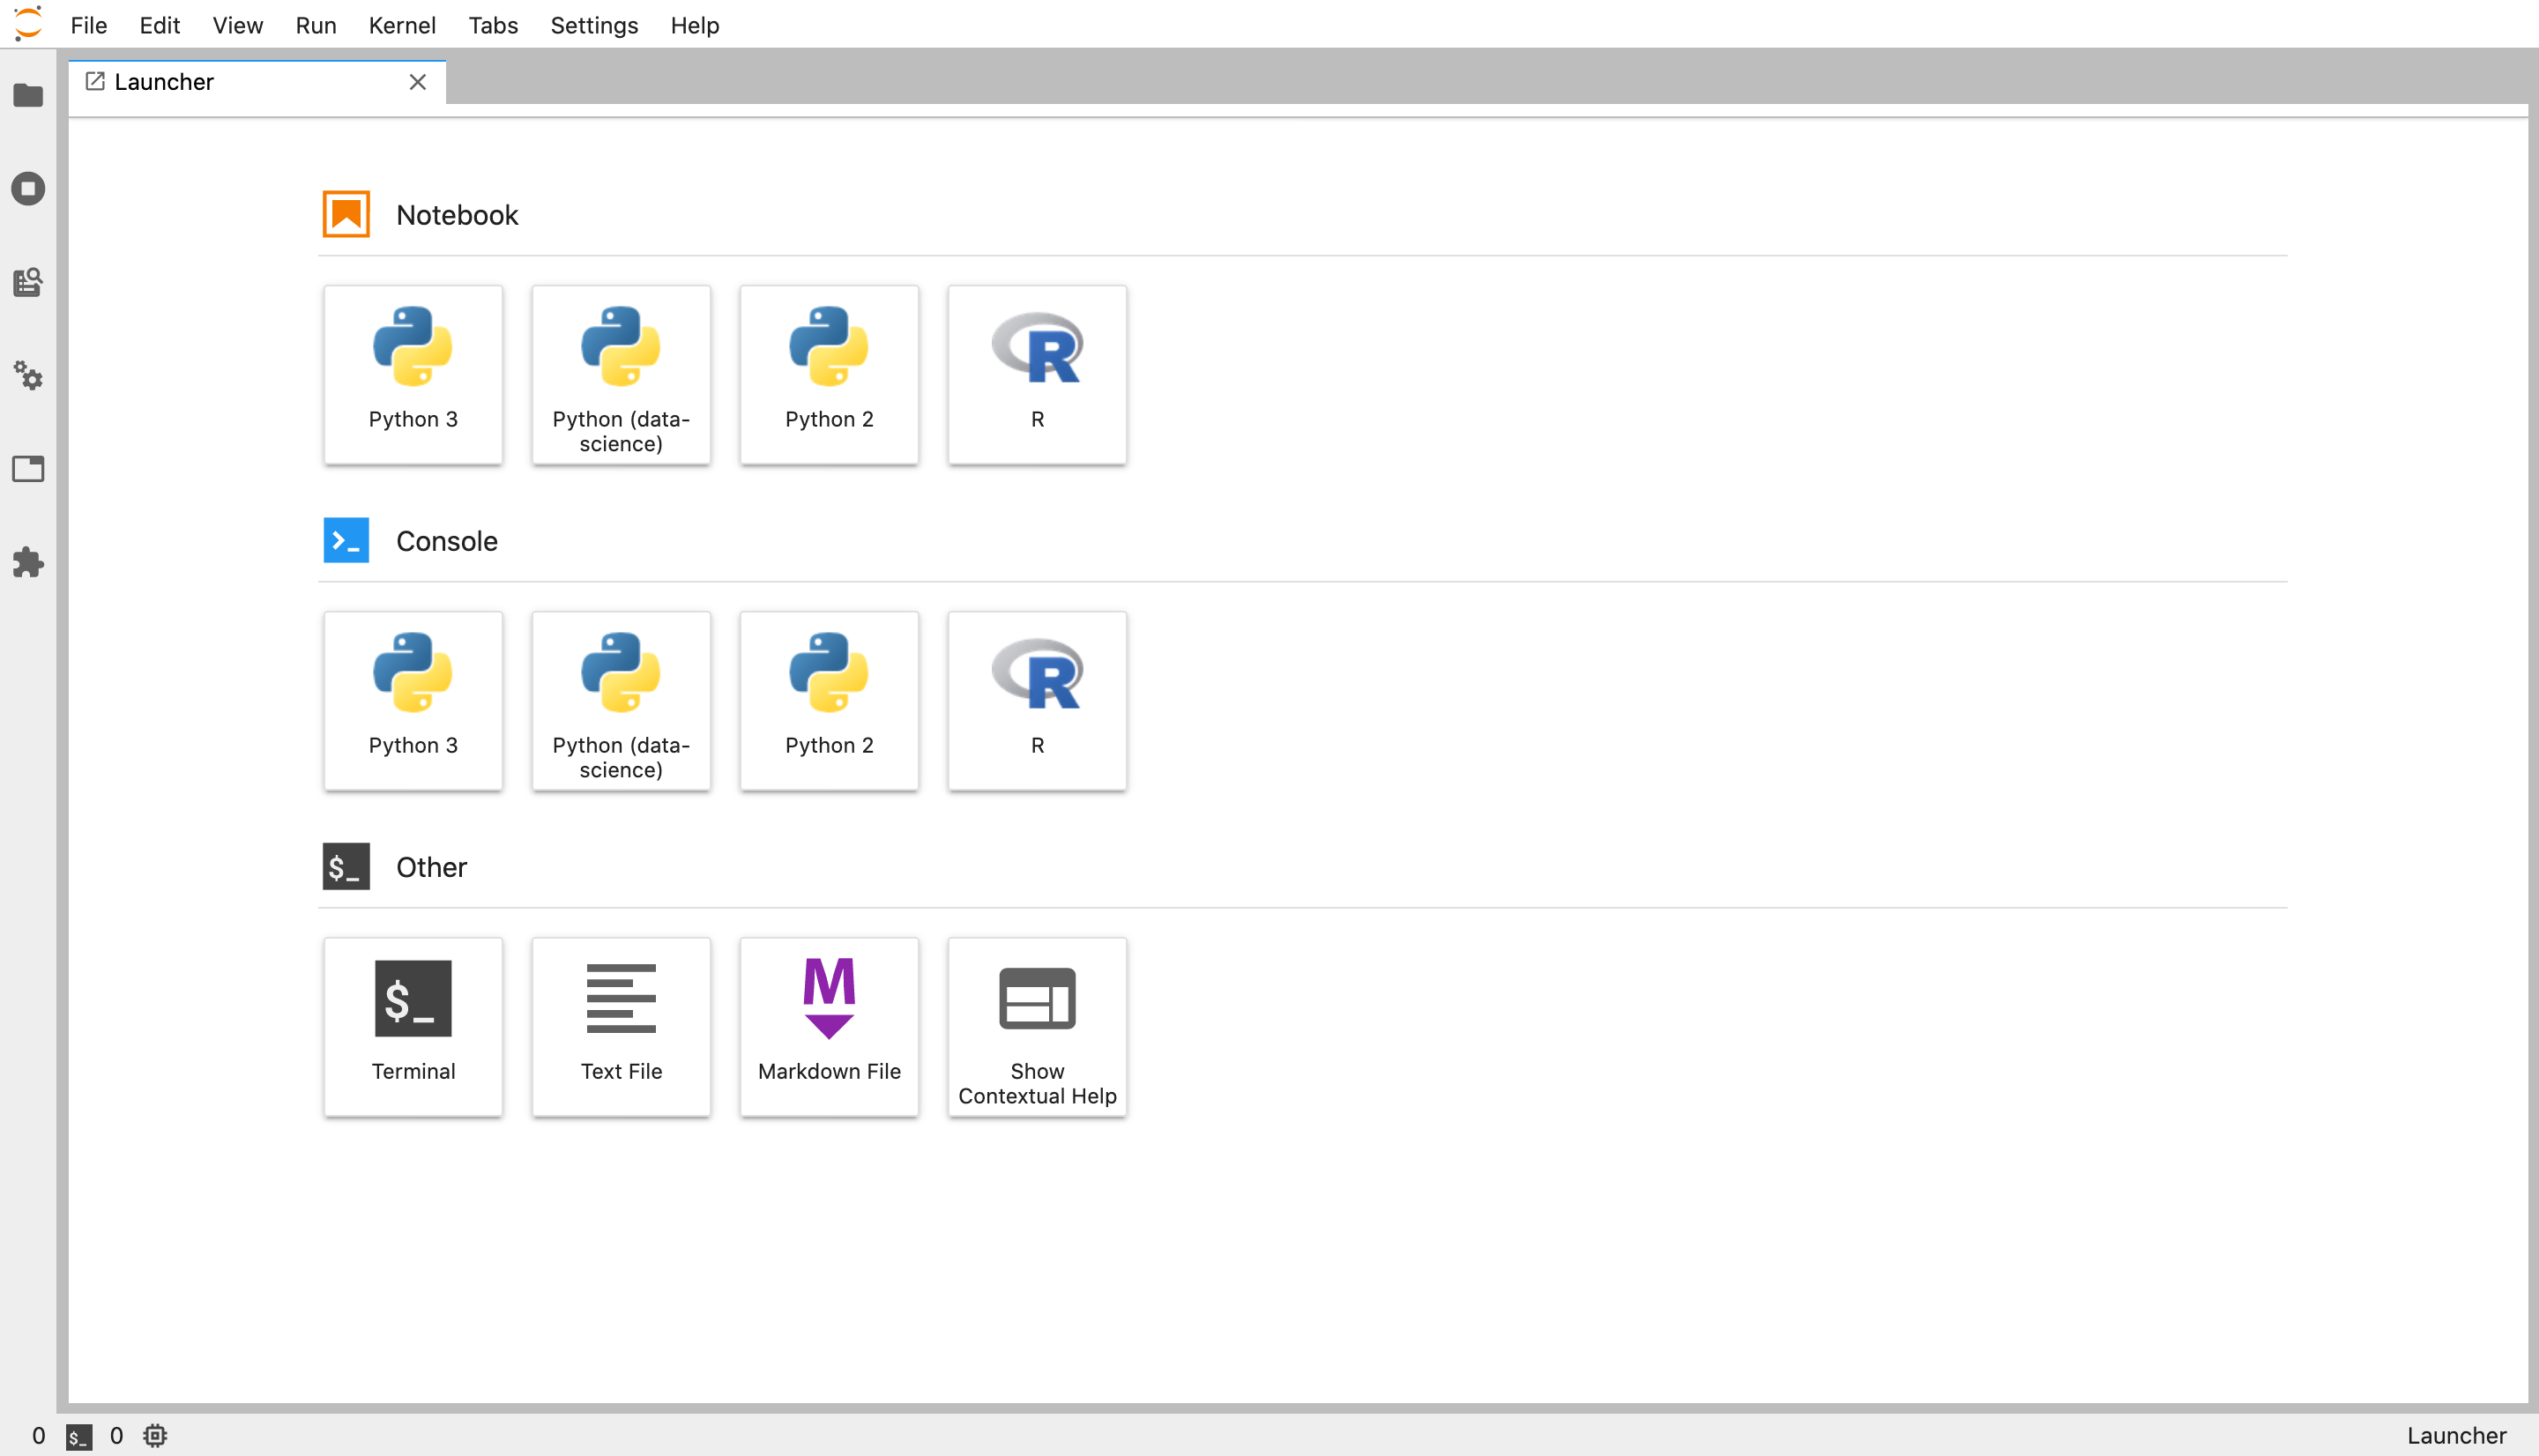 File Edit View Run Kernel Tabs Settings Help
Launcher
Notebook
Python 3
Python (data-
science)
Python 2
R
Console
Python 3
Python (data-
science)
Python 2
R
Other
Terminal
Text File
Markdown File
Show
Contextual Help
0 $_ 0
Launcher